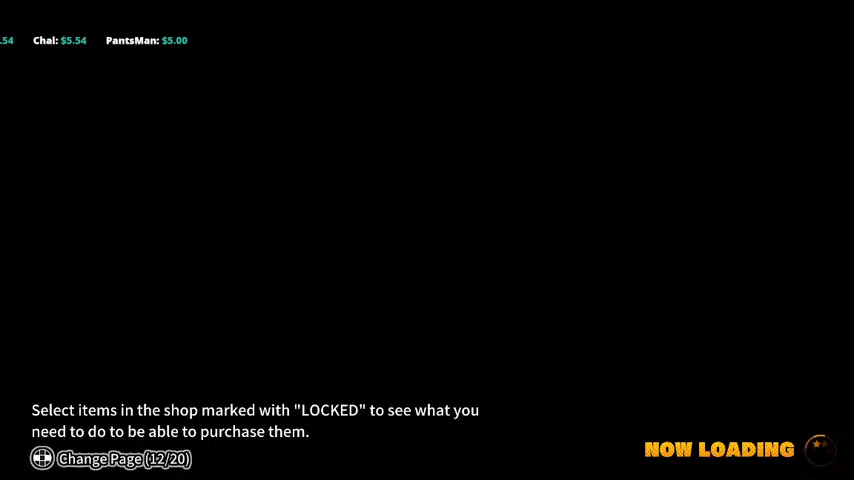 .54 Chal: $5.54 PantsMan: $5.00
Select items in the shop marked with "LOCKED" to see what you
need to do to be able to purchase them.
Change Page (12/20)
NOW LOADING